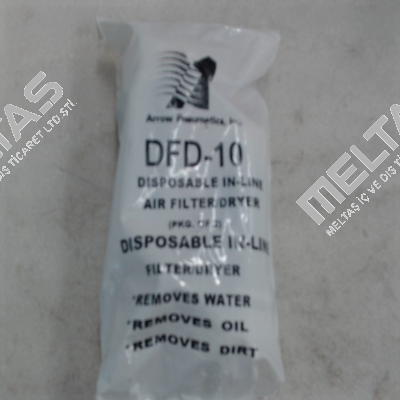 Arrow Pneumatics, Inc.
DFD-10
DISPOSABLE IN-LINE
AIR FILTER/DRYER
(PKG. OF 2)
DISPOSABLE IN-LINE
FILTER/DRYER
*REMOVES WATER
*REMOVES OIL
*REMOVES DIRT
MELTAS
MELTAŞ İÇ VE DIŞ TİCARET LTD ŞTİ.